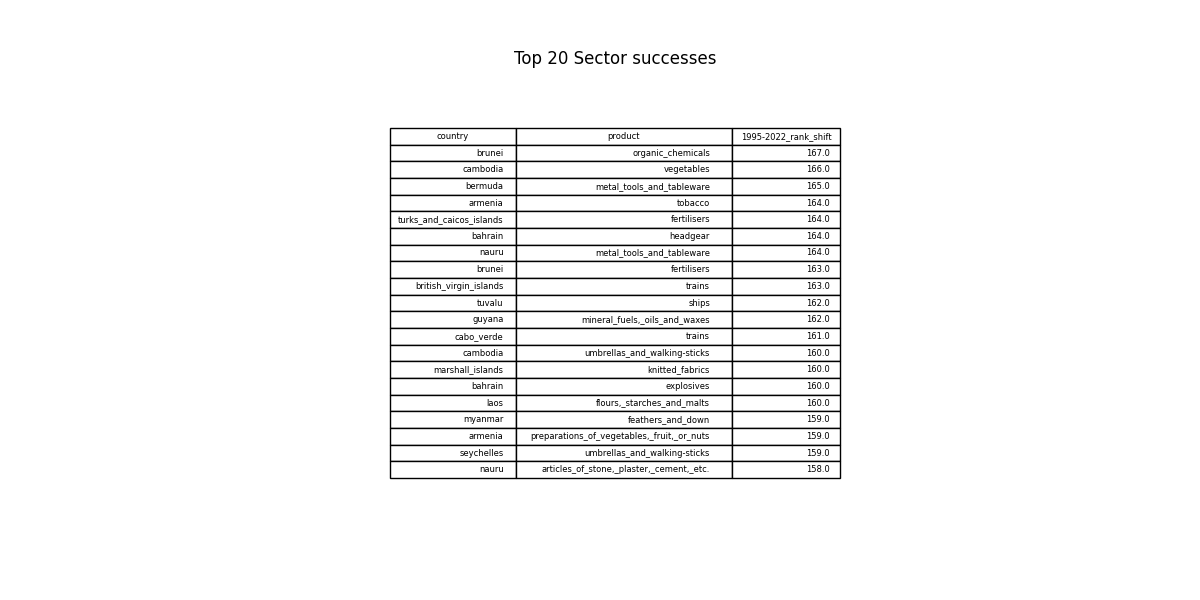 Top 20 Sector successes
country product 1995-2022_rank_shift
brunei organic_chemicals 167.0
cambodia vegetables 166.0
bermuda metal_tools_and_tableware 165.0
armenia tobacco 164.0
turks_and_caicos_islands fertilisers 164.0
bahrain headgear 164.0
nauru metal_tools_and_tableware 164.0
brunei fertilisers 163.0
british_virgin_islands trains 163.0
tuvalu ships 162.0
guyana mineral_fuels,_oils_and_waxes 162.0
cabo_verde trains 161.0
cambodia umbrellas_and_walking-sticks 160.0
marshall_islands knitted_fabrics 160.0
bahrain explosives 160.0
laos flours,_starches_and_malts 160.0
myanmar feathers_and_down 159.0
armenia preparations_of_vegetables,_fruit,_or_nuts 159.0
seychelles umbrellas_and_walking-sticks 159.0
nauru articles_of_stone,_plaster,_cement,_etc. 158.0